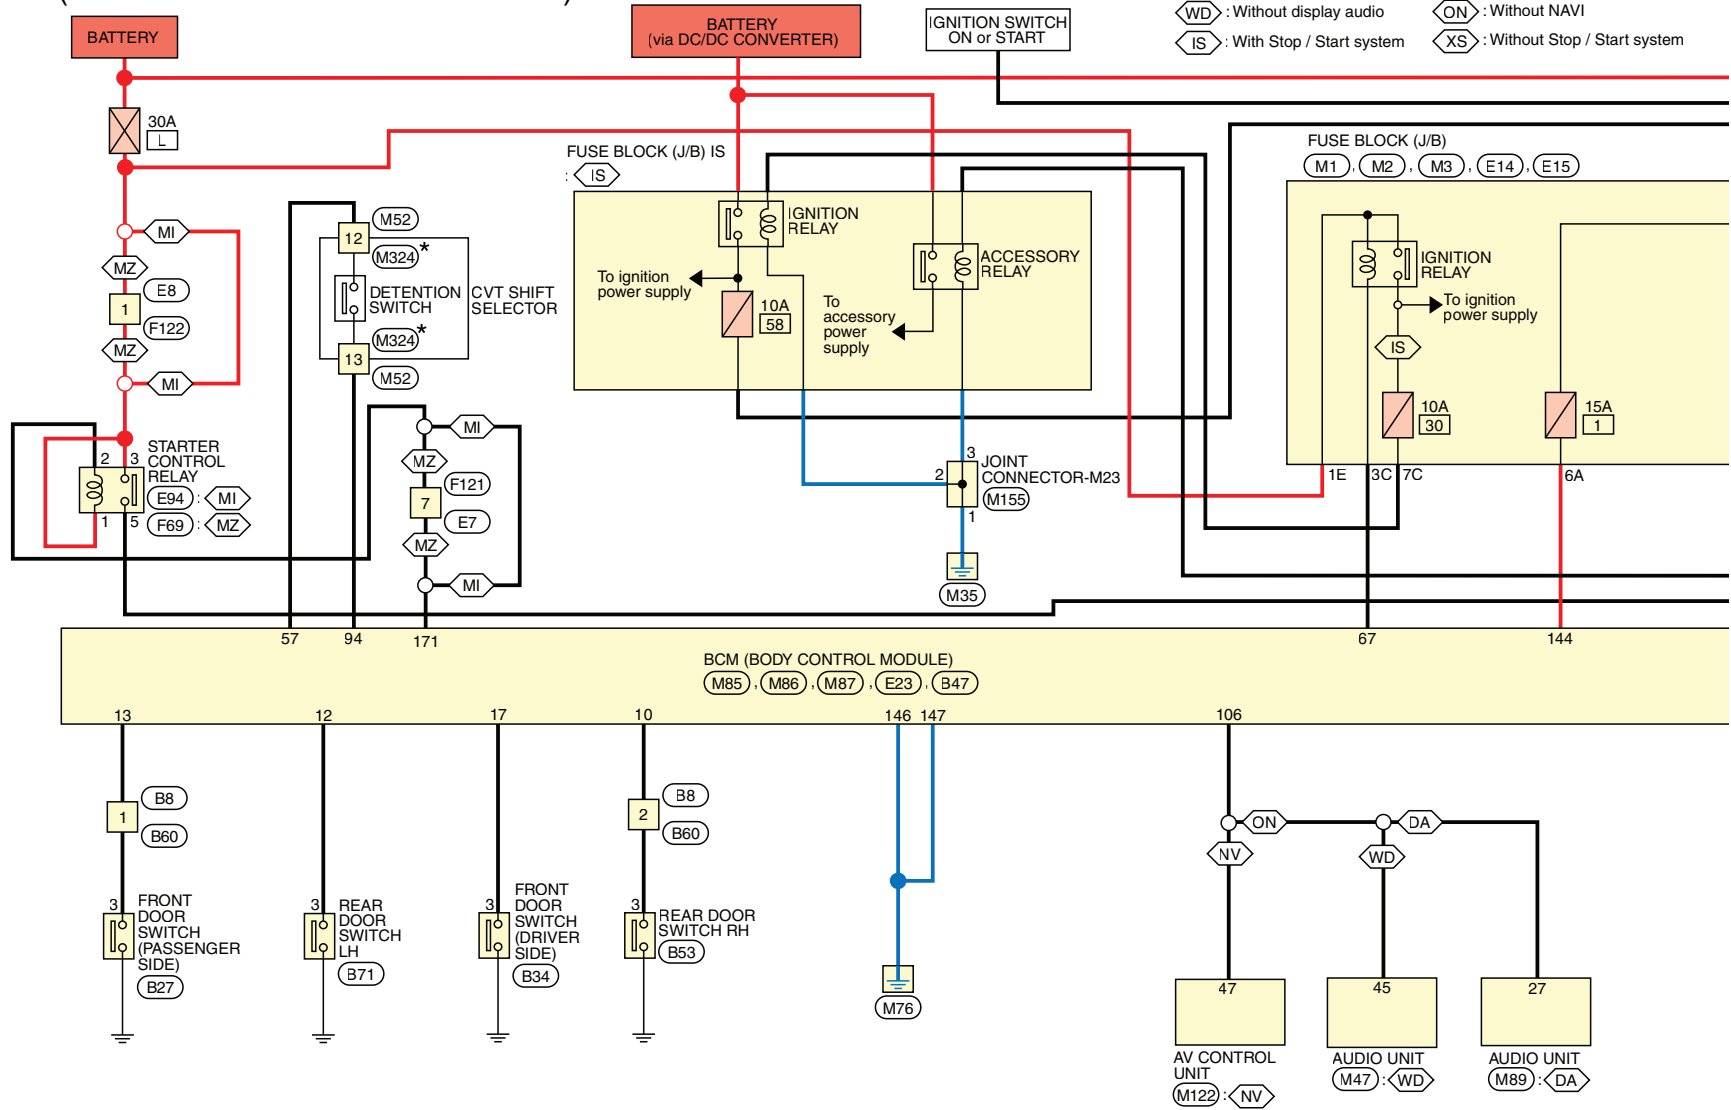 BATTERY
BATTERY
(via DC/DC CONVERTER)
IGNITION SWITCH
ON or START
WD : Without display audio
ON : Without NAVI
IS : With Stop / Start system
XS : Without Stop / Start system
30A
L
FUSE BLOCK (J/B) IS
: IS
FUSE BLOCK (J/B)
M1 , M2 , M3 , E14 , E15
MI
MZ
E8
1
F122
MZ
MI
M52
12
M324 *
DETENTION
SWITCH
CVT SHIFT
SELECTOR
M324 *
13
M52
IGNITION
RELAY
To ignition
power supply
10A
58
To
accessory
power
supply
ACCESSORY
RELAY
IGNITION
RELAY
To ignition
power supply
IS
10A
30
15A
1
1E
3C
7C
6A
MI
MZ
F121
7
E7
MZ
MI
2
3
STARTER
CONTROL
RELAY
E94 : MI
F69 : MZ
1
5
3
2
JOINT
CONNECTOR-M23
M155
1
M35
57
94
171
67
144
BCM (BODY CONTROL MODULE)
M85 , M86 , M87 , E23 , B47
13
12
17
10
146
147
106
B8
1
B60
B8
2
B60
3
FRONT
DOOR
SWITCH
(PASSENGER
SIDE)
B27
3
REAR
DOOR
SWITCH
LH
B71
3
FRONT
DOOR
SWITCH
(DRIVER
SIDE)
B34
3
REAR DOOR
SWITCH RH
B53
M76
ON
DA
NV
WD
47
45
27
AV CONTROL
UNIT
M122 : NV
AUDIO UNIT
M47 : WD
AUDIO UNIT
M89 : DA